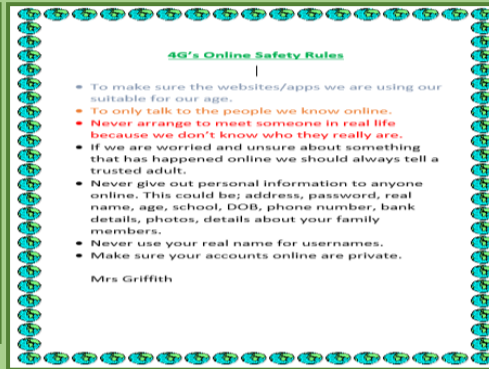 4G's Online Safety Rules
• To make sure the websites/apps we are using our
suitable for our age.
• To only talk to the people we know online.
• Never arrange to meet someone in real life
because we don't know who they really are.
• If we are worried and unsure about something
that has happened online we should always tell a
trusted adult.
• Never give out personal information to anyone
online. This could be; address, password, real
name, age, school, DOB, phone number, bank
details, photos, details about your family
members.
• Never use your real name for usernames.
• Make sure your accounts online are private.
Mrs Griffith